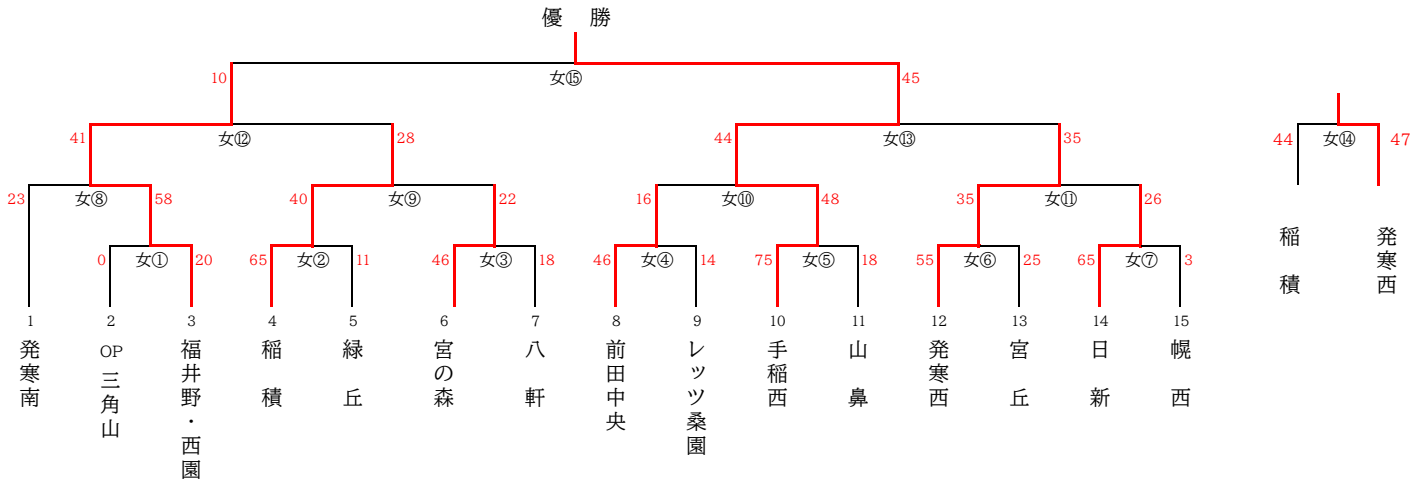 優 勝
10 女⑮ 45
41 女⑫ 28 44 女⑬ 35 44 女⑭ 47
23 女⑧ 58 40 女⑨ 22 16 女⑩ 48 35 女⑪ 26
0 女① 20 65 女② 11 46 女③ 18 46 女④ 14 75 女⑤ 18 55 女⑥ 25 65 女⑦ 3
稲積
発寒西
1 2 3 4 5 6 7 8 9 10 11 12 13 14 15
発寒南
OP三角山
福井野・西園
稲積
緑丘
宮の森
八軒
前田中央
レッツ桑園
手稲西
山鼻
発寒西
宮丘
日新
幌西